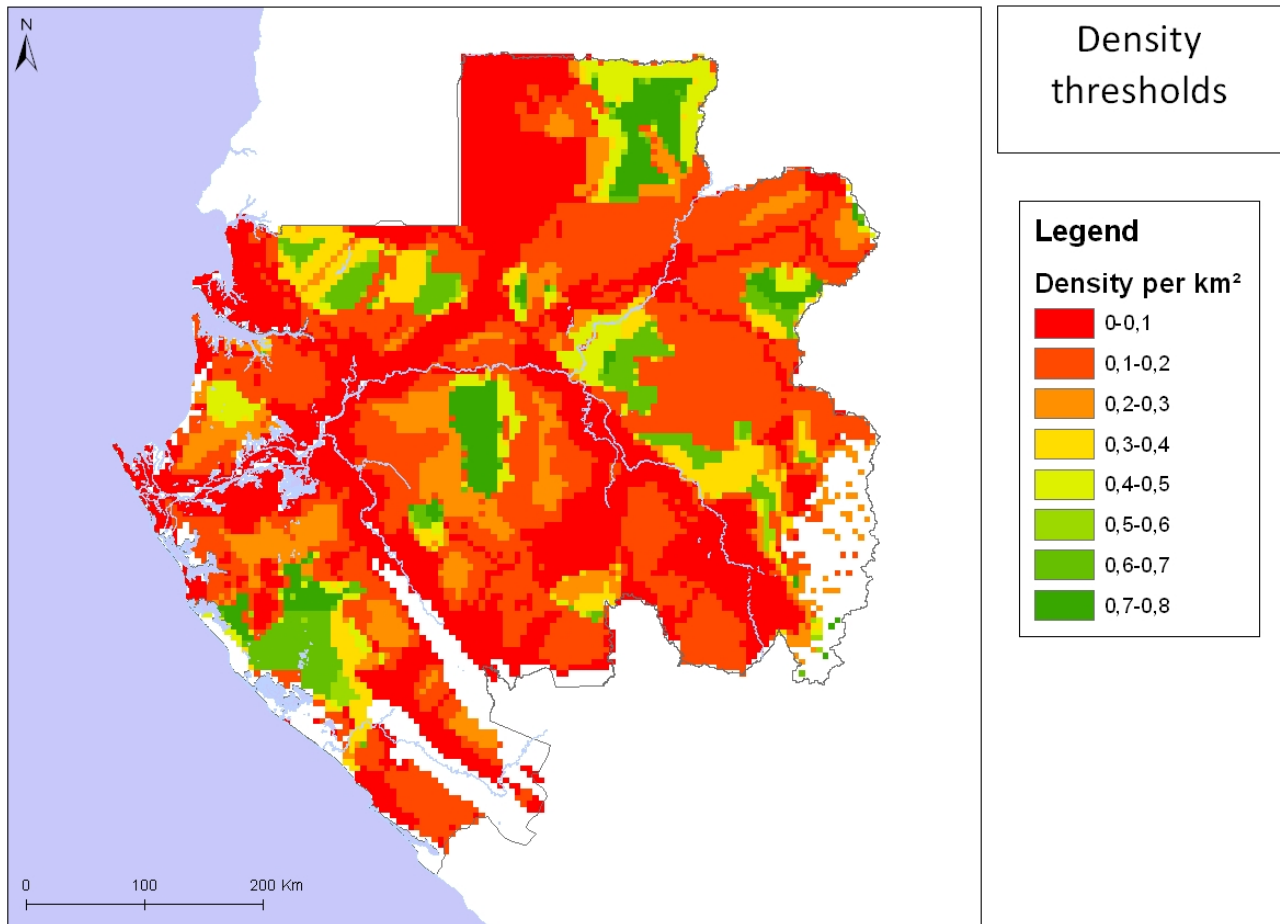 N
Density
thresholds
Legend
Density per km²
0-0,1
0,1-0,2
0,2-0,3
0,3-0,4
0,4-0,5
0,5-0,6
0,6-0,7
0,7-0,8
0 100 200 Km